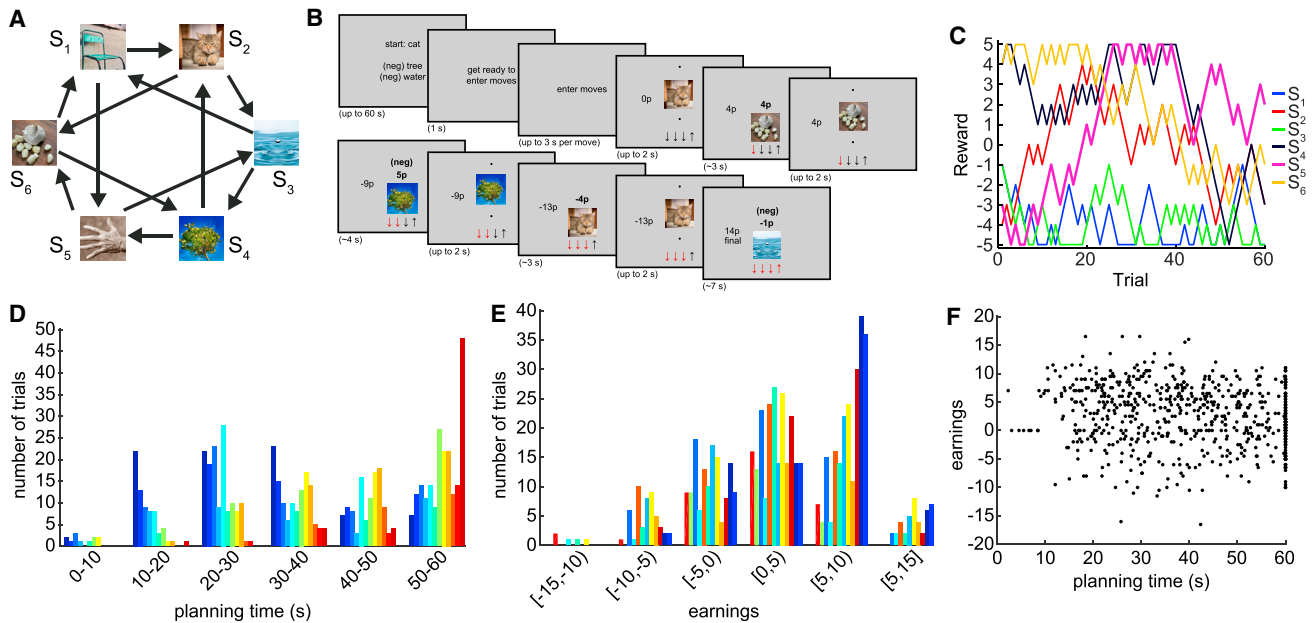 A
S1
S2
S6
S3
S5
S4
B
start: cat
(neg) tree
(neg) water
(up to 60 s)
get ready to
enter moves
(1 s)
enter moves
(up to 3 s per move)
0p
(up to 2 s)
4p
4p
(~3 s)
4p
(up to 2 s)
(neg)
5p
-9p
(~4 s)
-9p
(up to 2 s)
-4p
-13p
(~3 s)
-13p
(up to 2 s)
(neg)
-1p
14p
final
(~7 s)
C
5
4
3
2
1
0
-1
-2
-3
-4
-5
Reward
0
20
40
60
Trial
S1
S2
S3
S4
S5
S6
D
50
45
40
35
30
25
20
15
10
5
0
number of trials
0-10
10-20
20-30
30-40
40-50
50-60
planning time (s)
E
40
35
30
25
20
15
10
5
0
number of trials
[-15,-10)
[-10,-5)
[-5,0)
[0,5)
[5,10)
[5,15]
earnings
F
20
15
10
5
0
-5
-10
-15
-20
earnings
0
10
20
30
40
50
60
planning time (s)